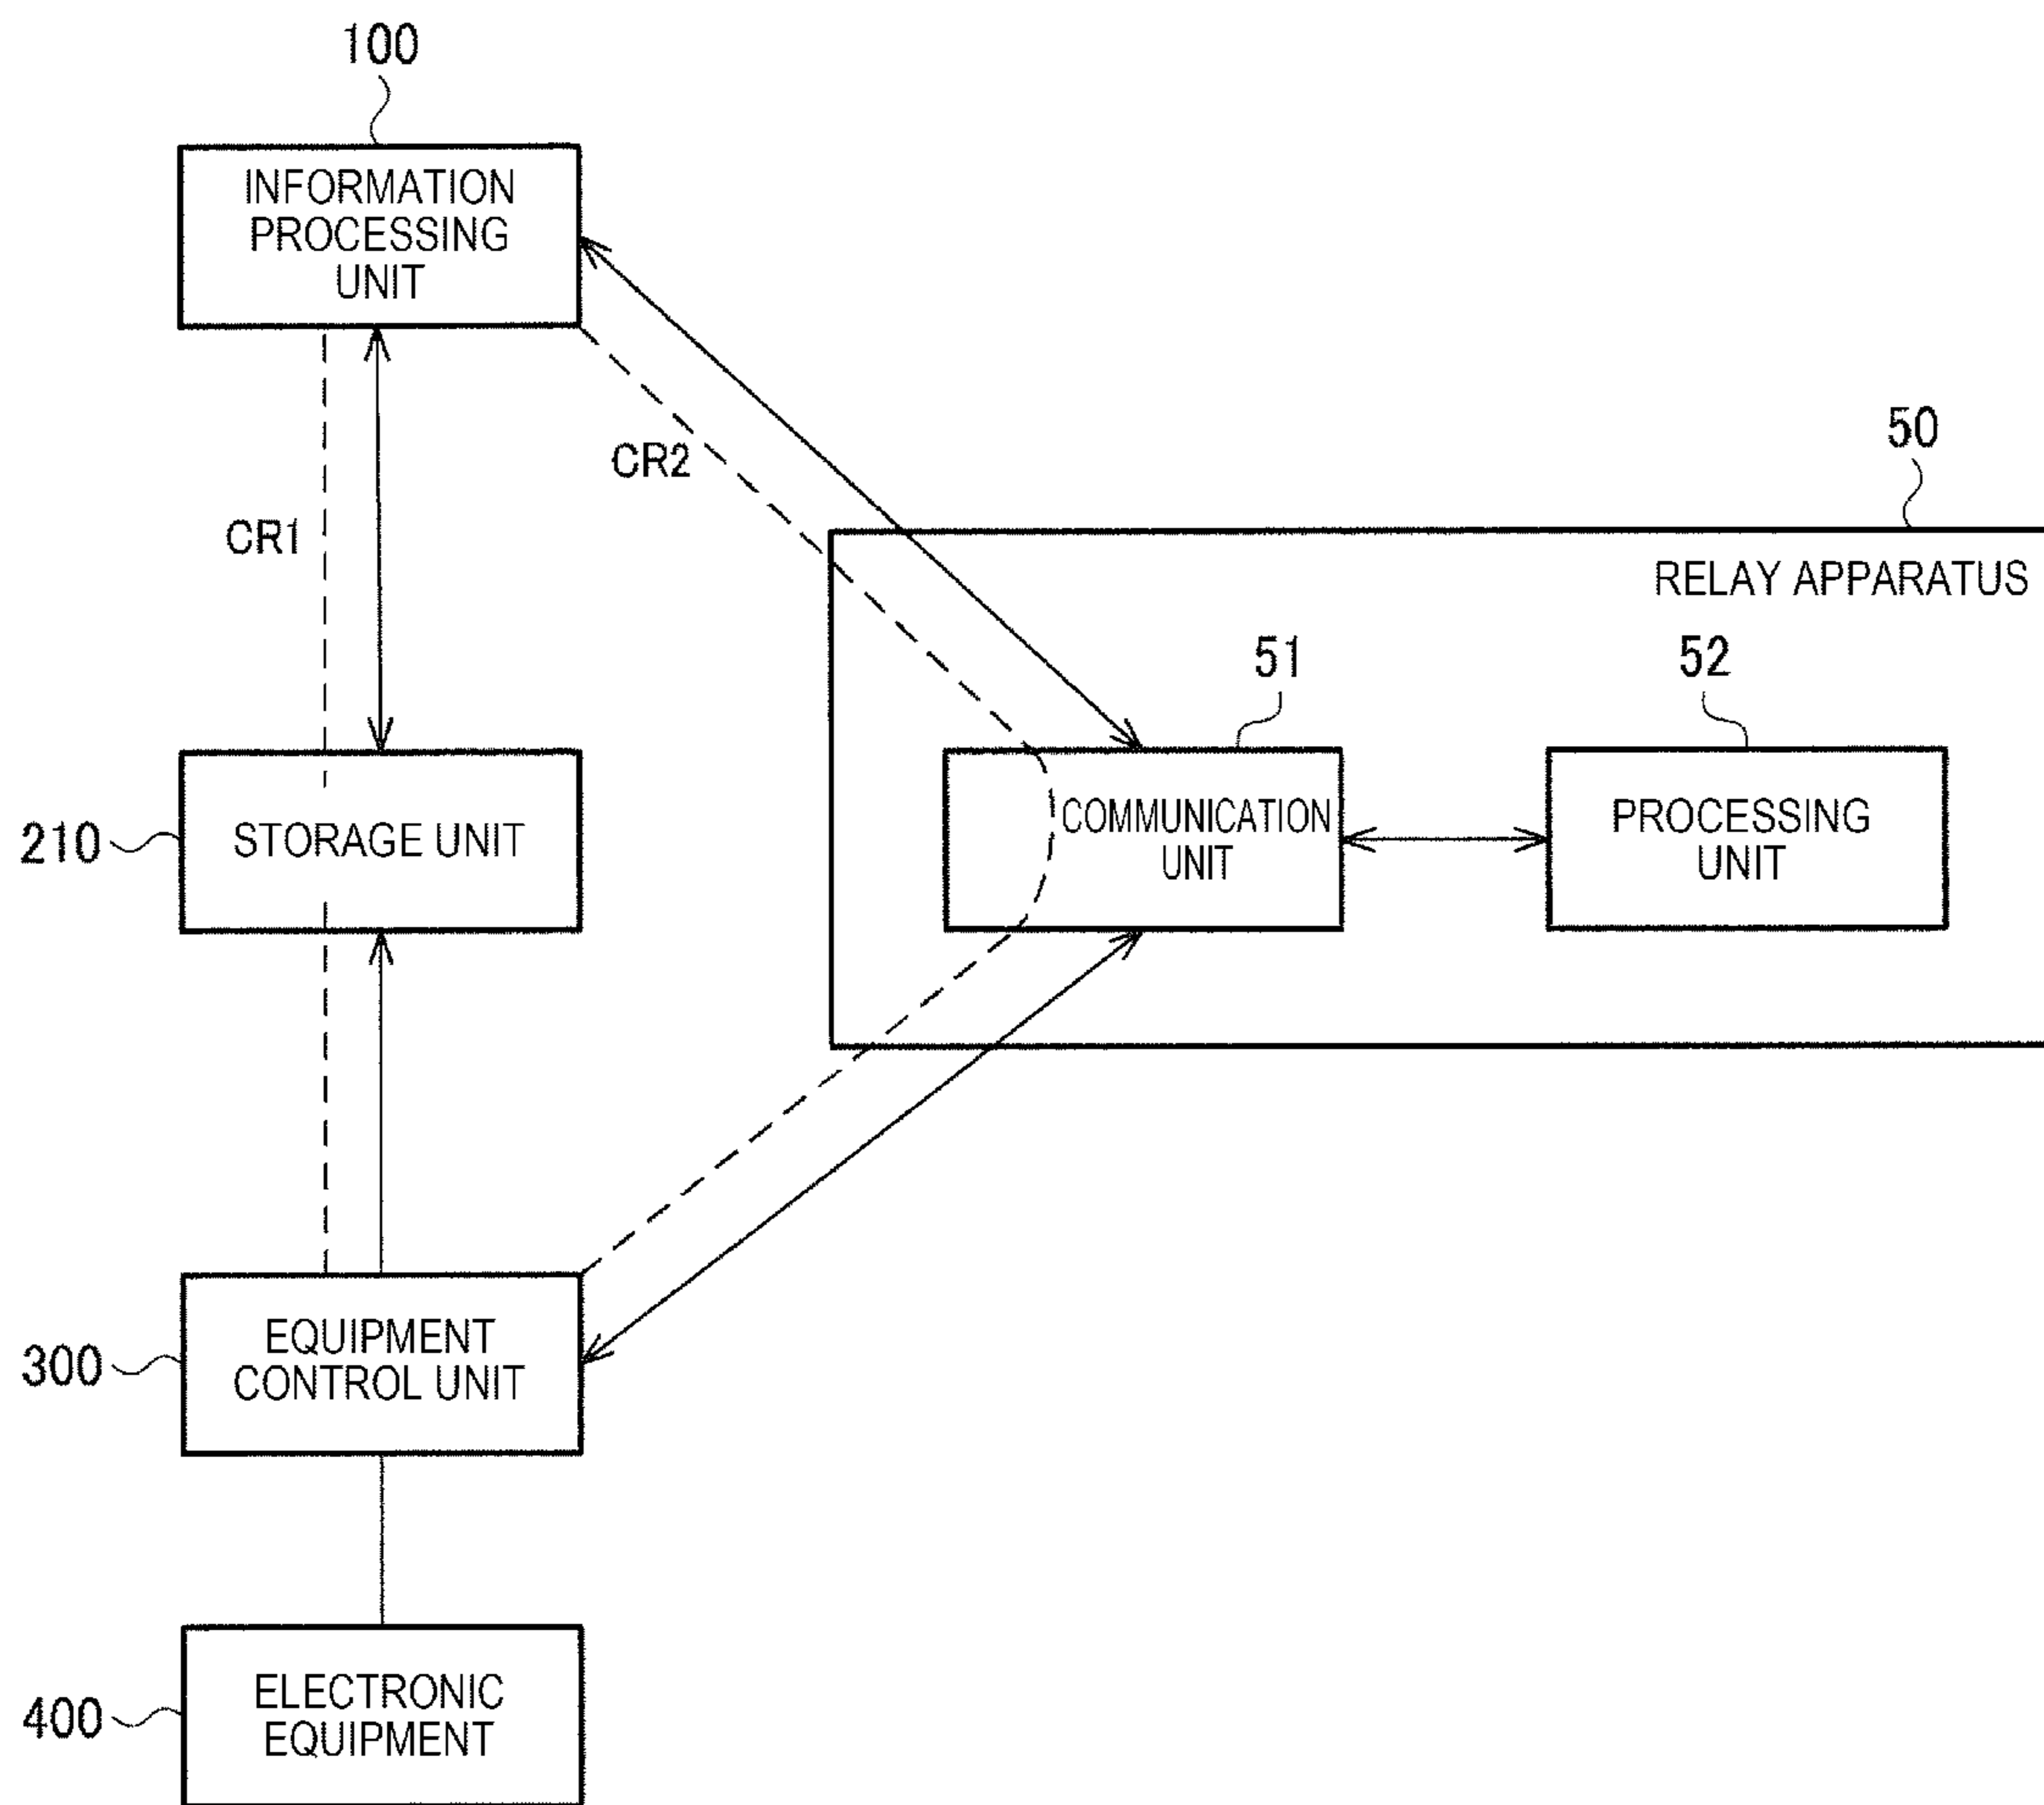 100
INFORMATION
PROCESSING
UNIT
CR1
CR2
50
RELAY APPARATUS
51
52
210
STORAGE UNIT
COMMUNICATION
UNIT
PROCESSING
UNIT
300
EQUIPMENT
CONTROL UNIT
400
ELECTRONIC
EQUIPMENT